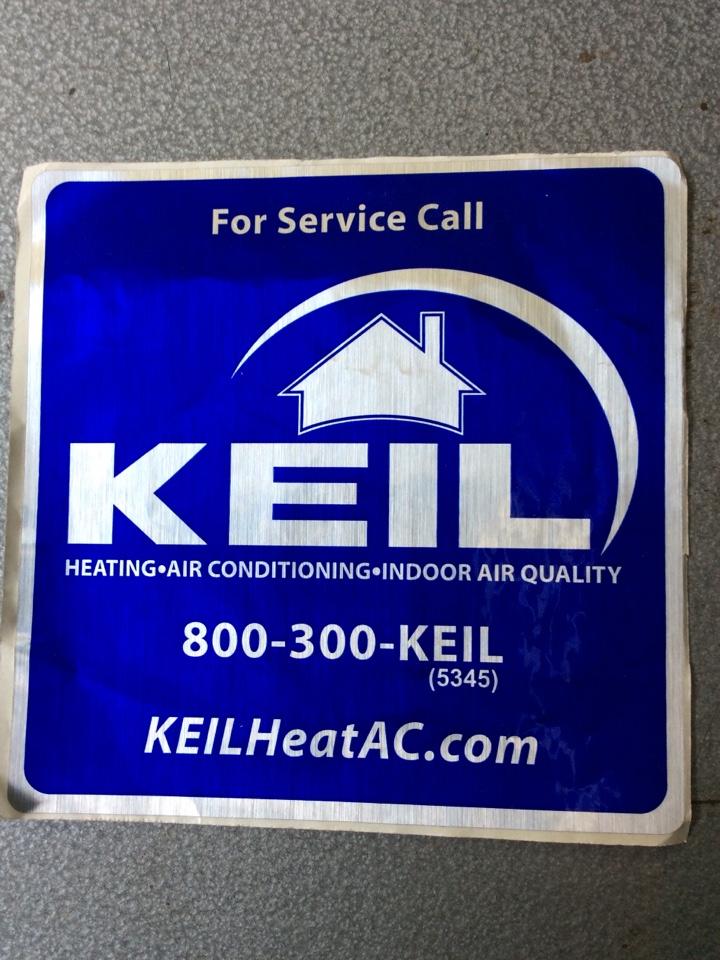 For Service Call
KEIL
HEATING•AIR CONDITIONING•INDOOR AIR QUALITY
800-300-KEIL
(5345)
KEILHeatAC.com